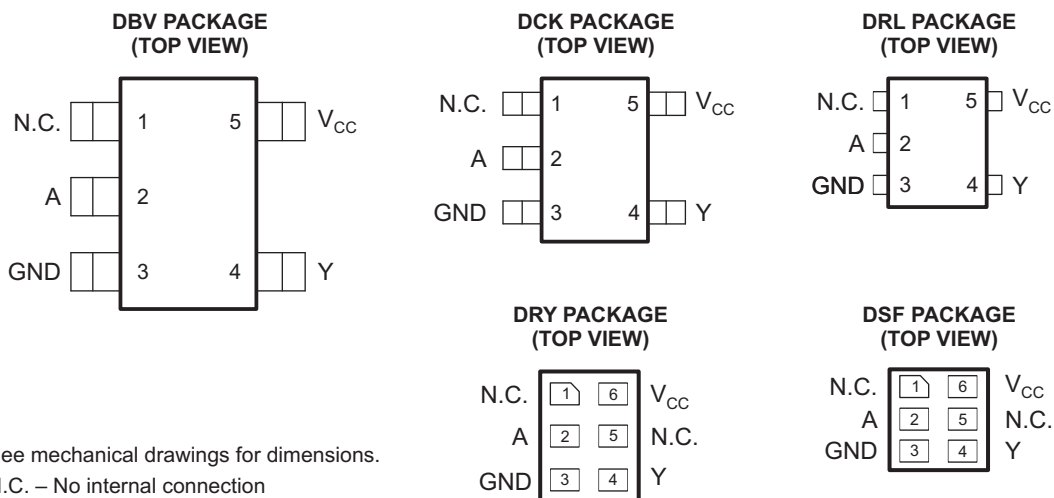 DBV PACKAGE
(TOP VIEW)
N.C. 1 5 VCC
A 2
GND 3 4 Y
DCK PACKAGE
(TOP VIEW)
N.C. 1 5 VCC
A 2
GND 3 4 Y
DRL PACKAGE
(TOP VIEW)
N.C. 1 5 VCC
A 2
GND 3 4 Y
DRY PACKAGE
(TOP VIEW)
N.C. 1 6 VCC
A 2 5 N.C.
GND 3 4 Y
DSF PACKAGE
(TOP VIEW)
N.C. 1 6 VCC
A 2 5 N.C.
GND 3 4 Y
ee mechanical drawings for dimensions.
.C. – No internal connection